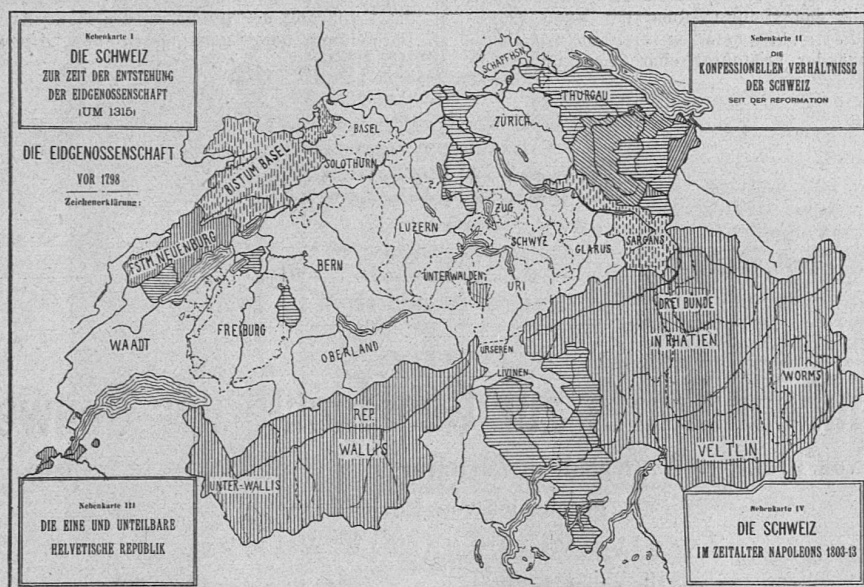 Nebenkarte I
DIE SCHWEIZ
ZUR ZEIT DER ENTSTEHUNG
DER EIDGENOSSENSCHAFT
(UM 1315)
Nebenkarte II
DIE
KONFESSIONELLEN VERHÄLTNISSE
DER SCHWEIZ
SEIT DER REFORMATION
DIE EIDGENOSSENSCHAFT
VOR 1798
Zeichenerklärung:
SCHAFFHSN.
THURGAU
ZÜRICH
BASEL
SOLOTHURN
BISTUM BASEL
ZUG
LUZERN
SCHWYZ
GLARUS
SARGANS
FSTM. NEUENBURG
BERN
UNTERWALDEN
URI
DREI BUNDE
IN RHATIEN
WAADT
FREIBURG
OBERLAND
URSEREN
LIVINEN
WORMS
REP.
WALLIS
UNTER-WALLIS
VELTLIN
Nebenkarte III
DIE EINE UND UNTEILBARE
HELVETISCHE REPUBLIK
Nebenkarte IV
DIE SCHWEIZ
IM ZEITALTER NAPOLEONS 1803-13